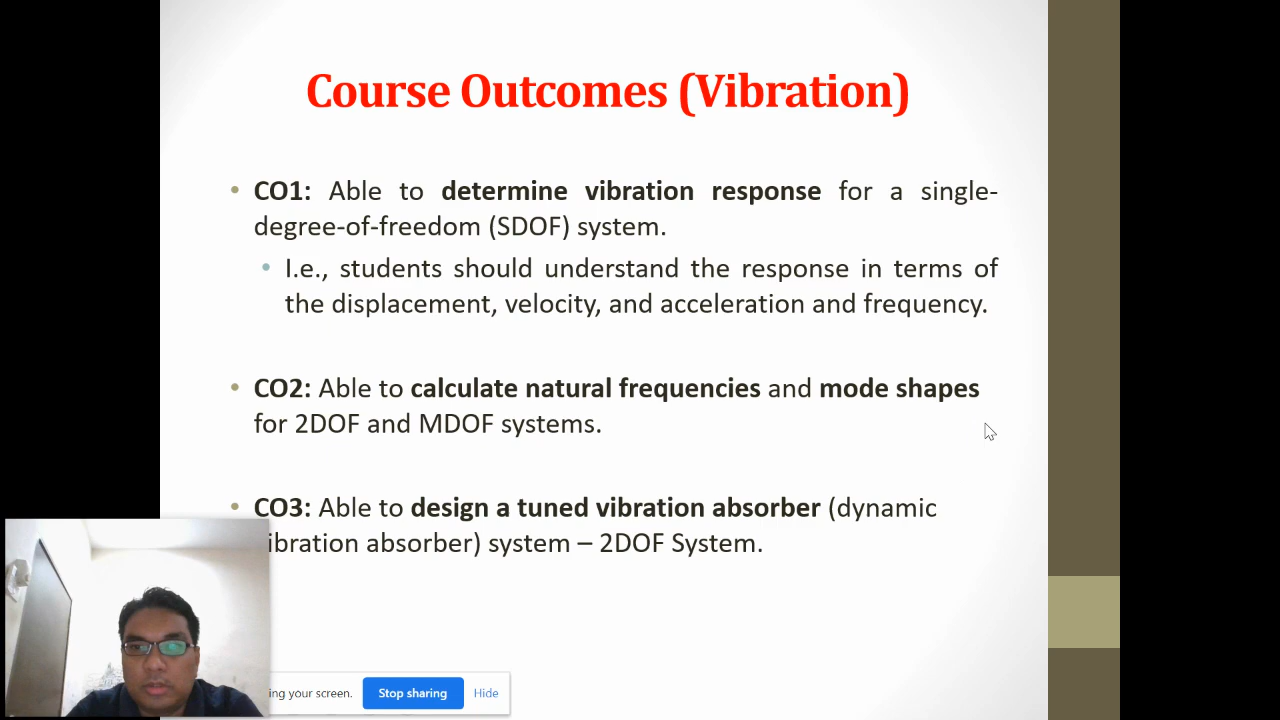 Course Outcomes (Vibration)
• CO1: Able to determine vibration response for a single-
degree-of-freedom (SDOF) system.
• I.e., students should understand the response in terms of
the displacement, velocity, and acceleration and frequency.
• CO2: Able to calculate natural frequencies and mode shapes
for 2DOF and MDOF systems.
• CO3: Able to design a tuned vibration absorber (dynamic
ibration absorber) system – 2DOF System.
ing your screen. Stop sharing Hide